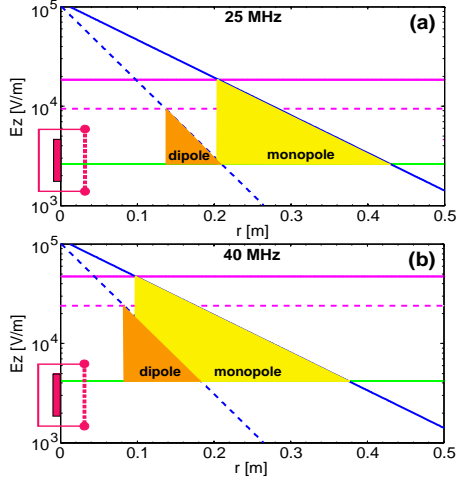 25 MHz
(a)
10^5
10^4
10^3
Ez [V/m]
dipole
monopole
0
0.1
0.2
0.3
0.4
0.5
r [m]
40 MHz
(b)
10^5
10^4
10^3
Ez [V/m]
dipole
monopole
0
0.1
0.2
0.3
0.4
0.5
r [m]